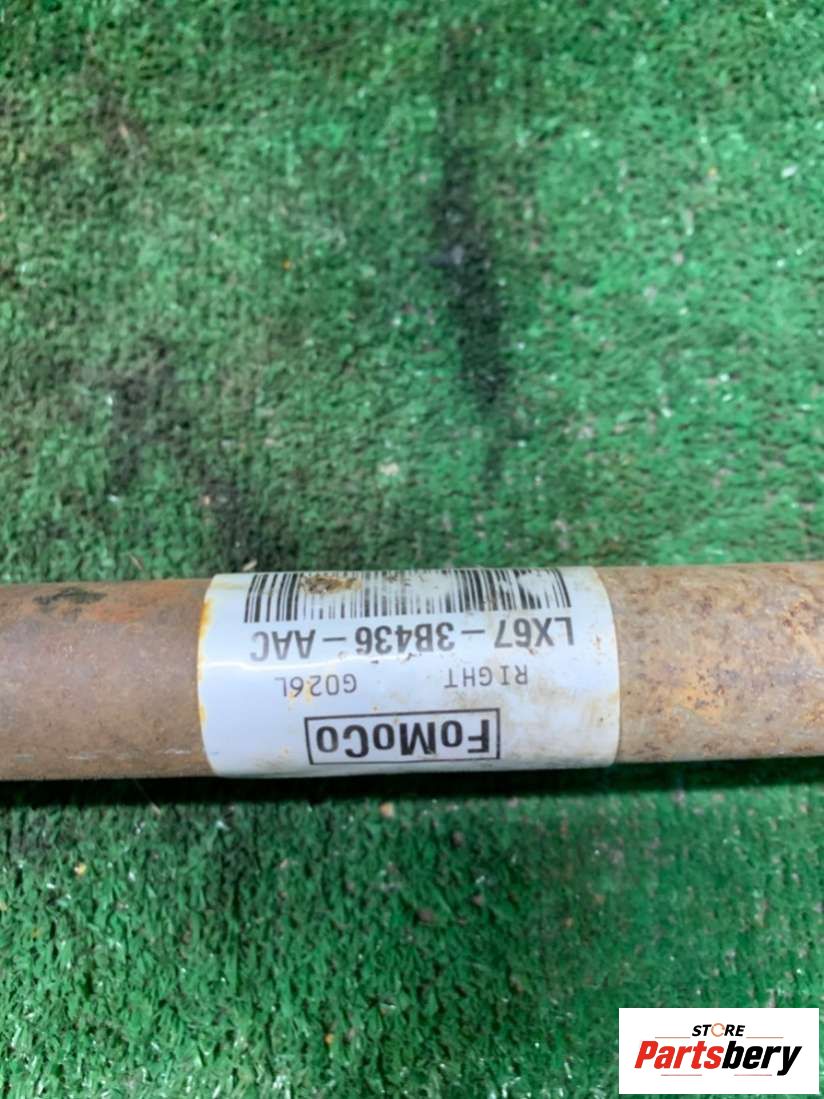 FoMoCo
RIGHT G026L
LX67-3B436-AAC
STORE
Partsbery